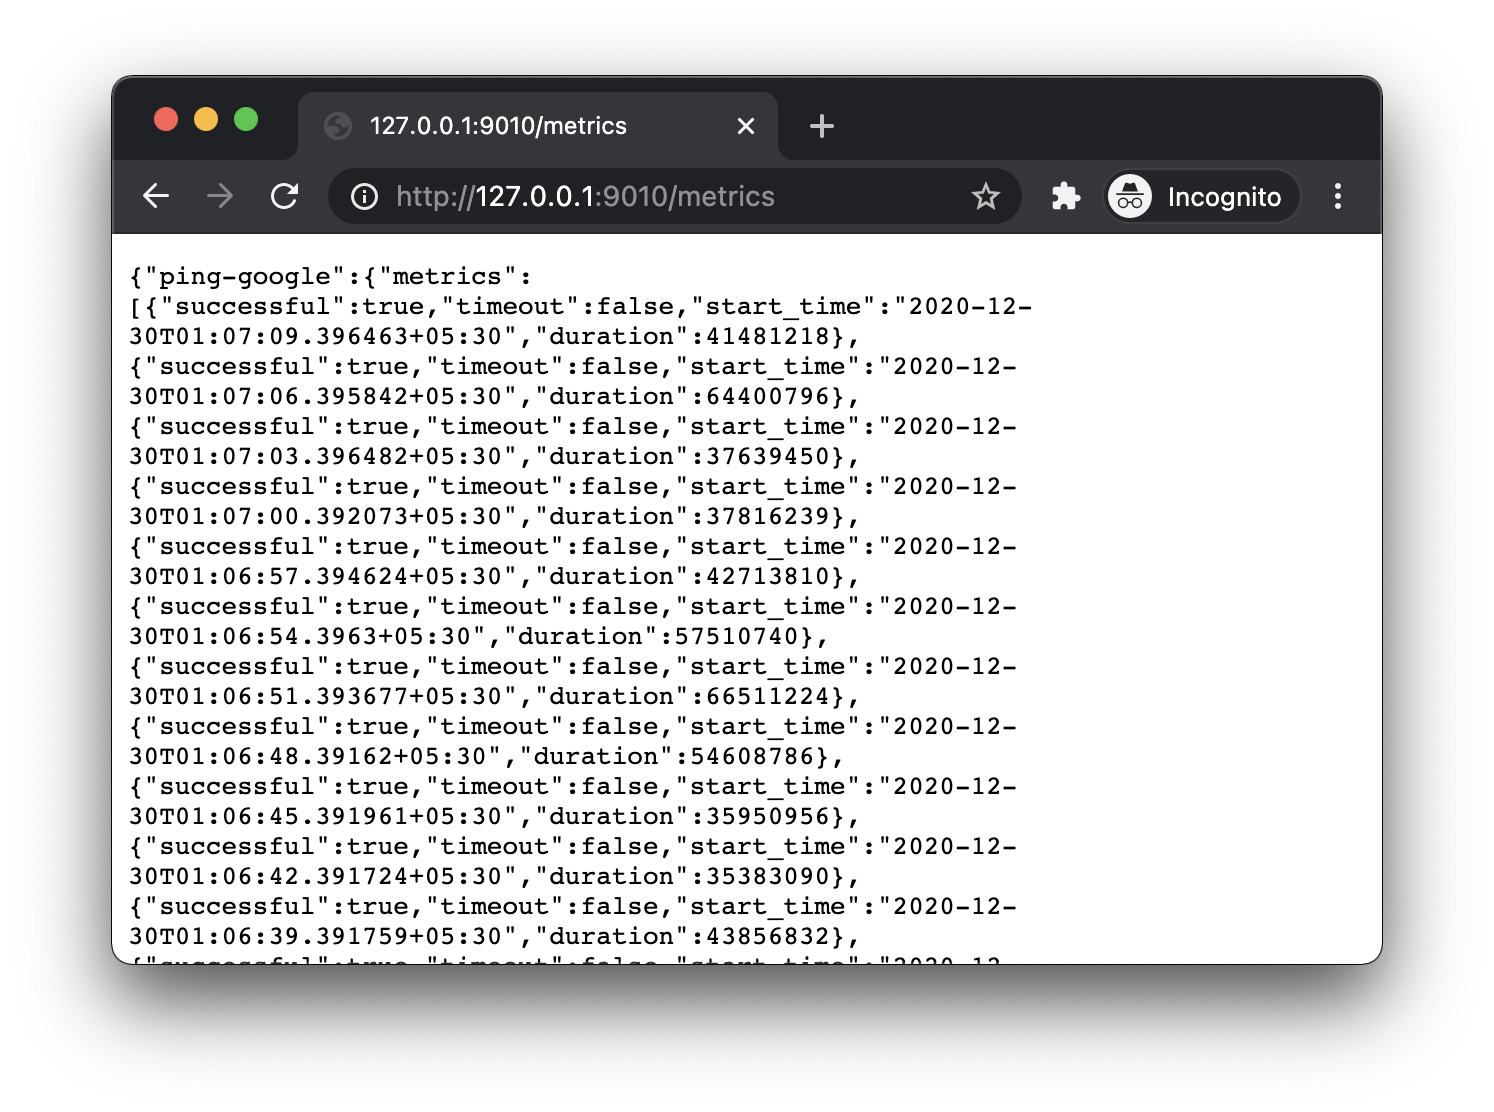 127.0.0.1:9010/metrics
http://127.0.0.1:9010/metrics
Incognito
{"ping-google":{"metrics":
[{"successful":true,"timeout":false,"start_time":"2020-12-
30T01:07:09.396463+05:30","duration":41481218},
{"successful":true,"timeout":false,"start_time":"2020-12-
30T01:07:06.395842+05:30","duration":64400796},
{"successful":true,"timeout":false,"start_time":"2020-12-
30T01:07:03.396482+05:30","duration":37639450},
{"successful":true,"timeout":false,"start_time":"2020-12-
30T01:07:00.392073+05:30","duration":37816239},
{"successful":true,"timeout":false,"start_time":"2020-12-
30T01:06:57.394624+05:30","duration":42713810},
{"successful":true,"timeout":false,"start_time":"2020-12-
30T01:06:54.3963+05:30","duration":57510740},
{"successful":true,"timeout":false,"start_time":"2020-12-
30T01:06:51.393677+05:30","duration":66511224},
{"successful":true,"timeout":false,"start_time":"2020-12-
30T01:06:48.39162+05:30","duration":54608786},
{"successful":true,"timeout":false,"start_time":"2020-12-
30T01:06:45.391961+05:30","duration":35950956},
{"successful":true,"timeout":false,"start_time":"2020-12-
30T01:06:42.391724+05:30","duration":35383090},
{"successful":true,"timeout":false,"start_time":"2020-12-
30T01:06:39.391759+05:30","duration":43856832},
{"successful":true,"timeout":false,"start_time":"2020-12-